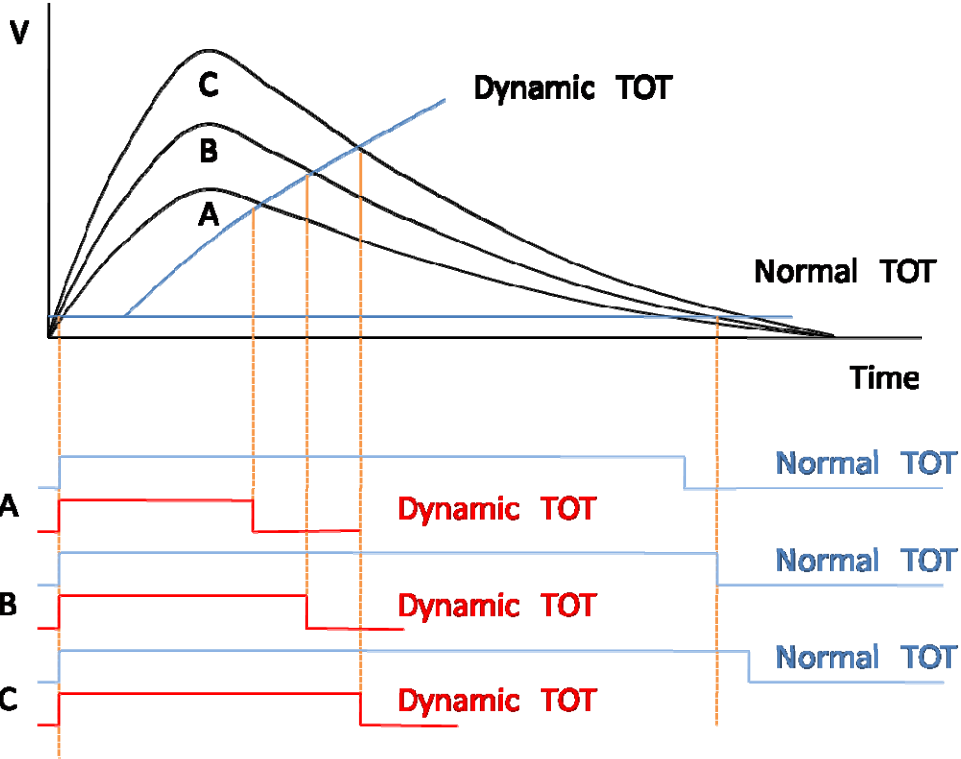 V
C
Dynamic TOT
B
A
Normal TOT
Time
Normal TOT
A
Dynamic TOT
Normal TOT
B
Dynamic TOT
Normal TOT
C
Dynamic TOT